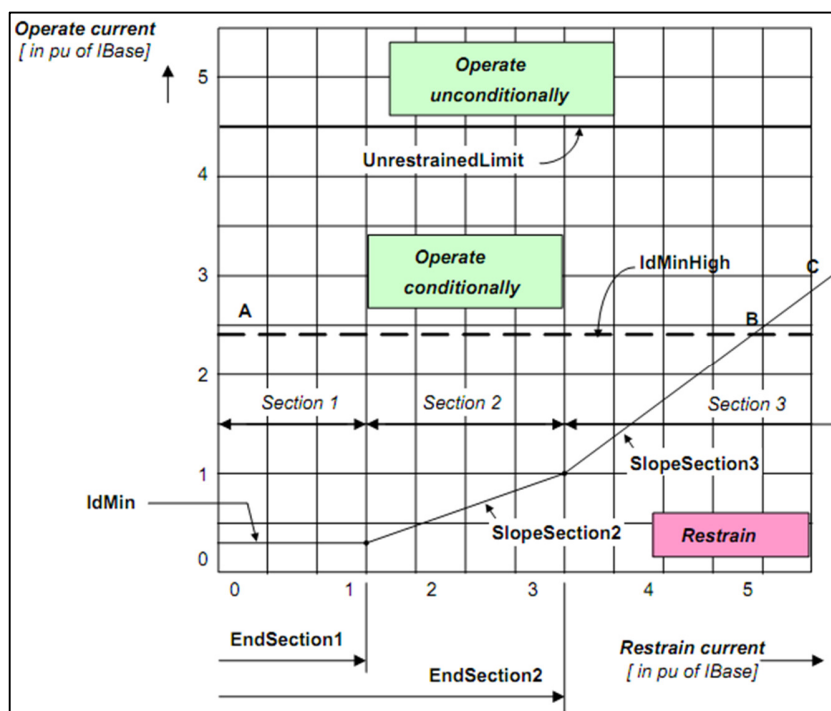 Operate current
[ in pu of IBase]
5
Operate
unconditionally
UnrestrainedLimit
4
Operate
conditionally
3
IdMinHigh
C
A
B
2
Section 1
Section 2
Section 3
SlopeSection3
1
IdMin
SlopeSection2
Restrain
0
0 1 2 3 4 5
EndSection1
Restrain current
[ in pu of IBase]
EndSection2